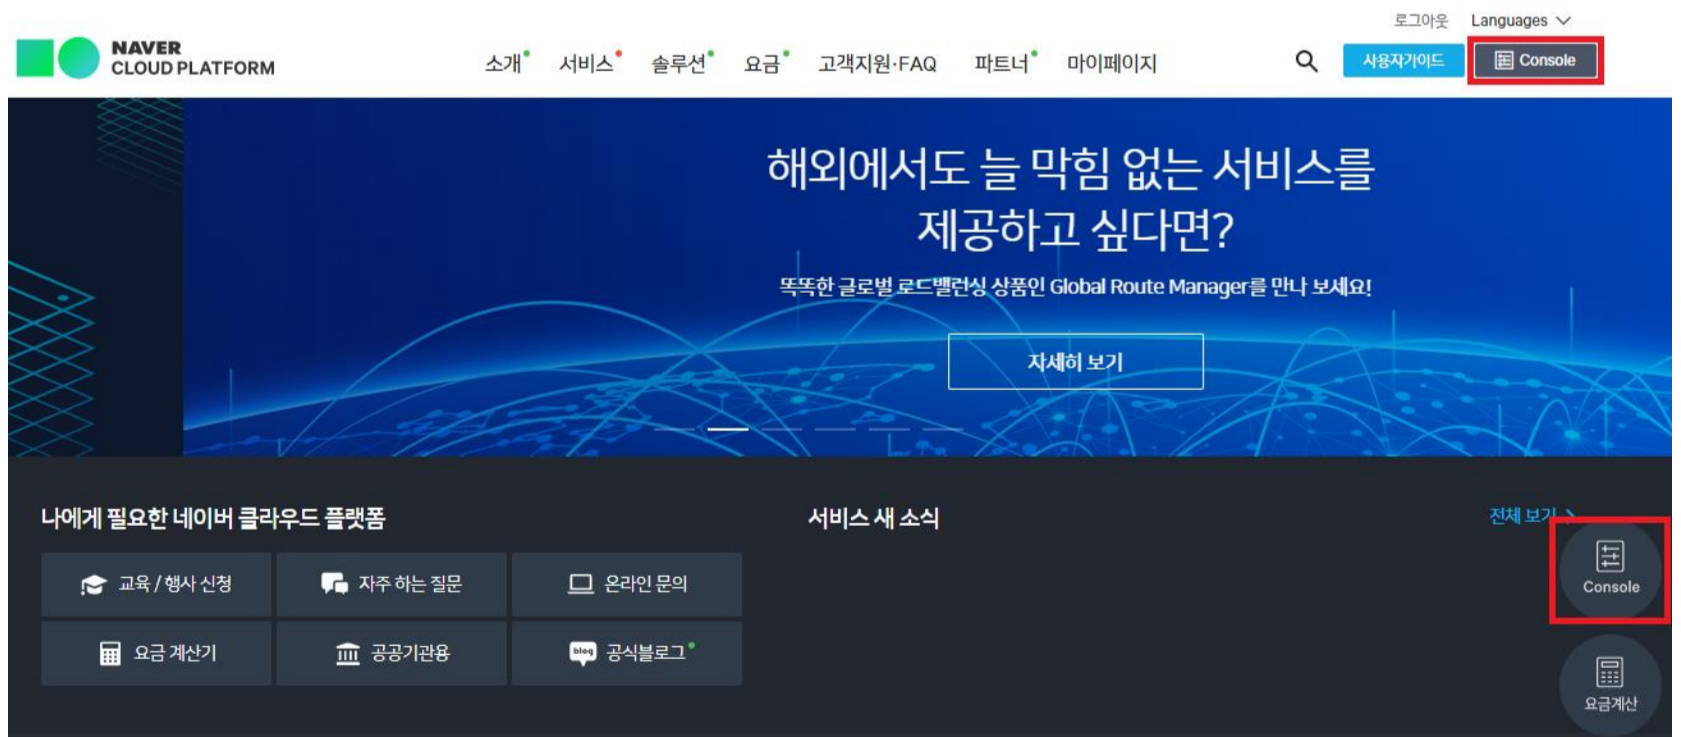 로그아웃 Languages
NAVER
CLOUD PLATFORM
소개 서비스 솔루션 요금 고객지원·FAQ 파트너 마이페이지 사용자가이드 Console
해외에서도 늘 막힘 없는 서비스를
제공하고 싶다면?
똑똑한 글로벌 로드밸런싱 상품인 Global Route Manager를 만나 보세요!
자세히 보기
나에게 필요한 네이버 클라우드 플랫폼
서비스 새 소식
전체 보기
교육 / 행사 신청 자주 하는 질문 온라인 문의
요금 계산기 공공기관용 blog 공식블로그
Console
요금계산